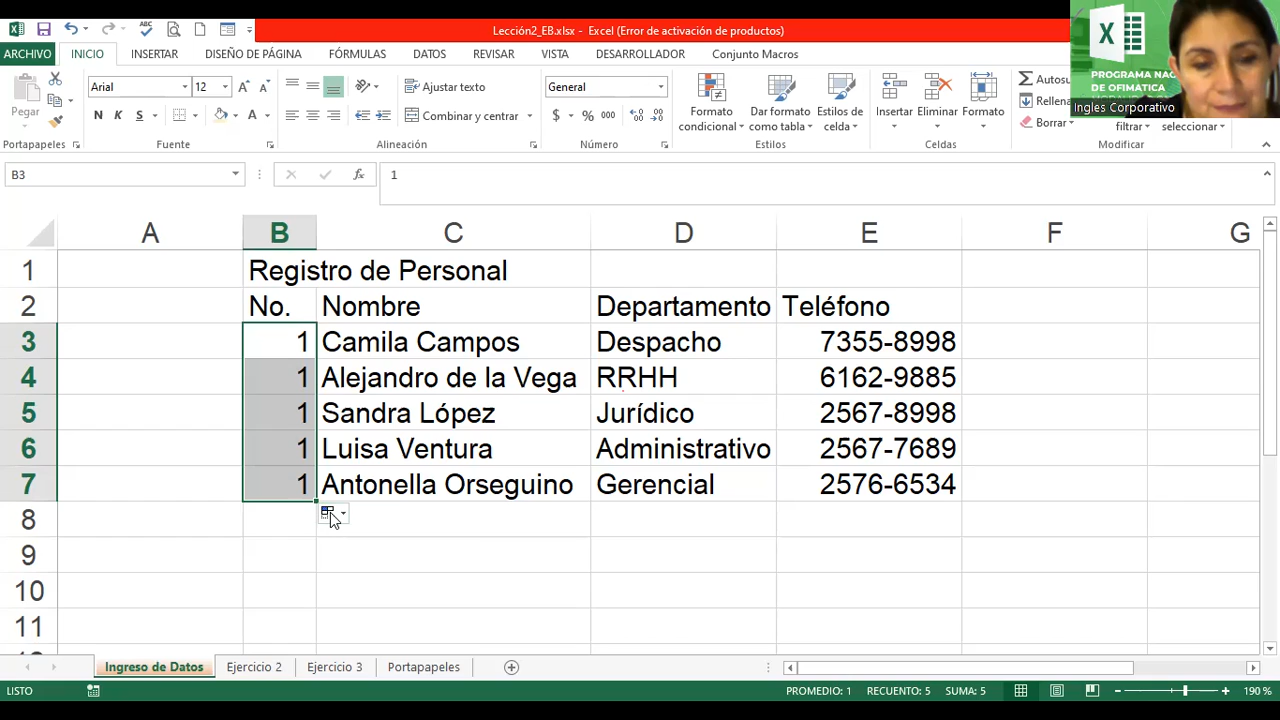 Lección2_EB.xlsx - Excel (Error de activación de productos)
ARCHIVO INICIO INSERTAR DISEÑO DE PÁGINA FÓRMULAS DATOS REVISAR VISTA DESARROLLADOR Conjunto Macros
PROGRAMA NAC
DE OFIMATICA
Ingles Corporativo
Pegar
Arial 12
N K S
Ajustar texto
Combinar y centrar
General
$ % 000
Formato condicional
Dar formato como tabla
Estilos de celda
Insertar
Eliminar
Formato
Σ Autosu
Rellena
Borrar
filtrar
seleccionar
Portapapeles Fuente Alineación Número Estilos Celdas Modificar
B3 fx 1
A B C D E F G
1 Registro de Personal
2 No. Nombre Departamento Teléfono
3 1 Camila Campos Despacho 7355-8998
4 1 Alejandro de la Vega RRHH 6162-9885
5 1 Sandra López Jurídico 2567-8998
6 1 Luisa Ventura Administrativo 2567-7689
7 1 Antonella Orseguino Gerencial 2576-6534
8
9
10
11
Ingreso de Datos Ejercicio 2 Ejercicio 3 Portapapeles
LISTO PROMEDIO: 1 RECUENTO: 5 SUMA: 5 190 %